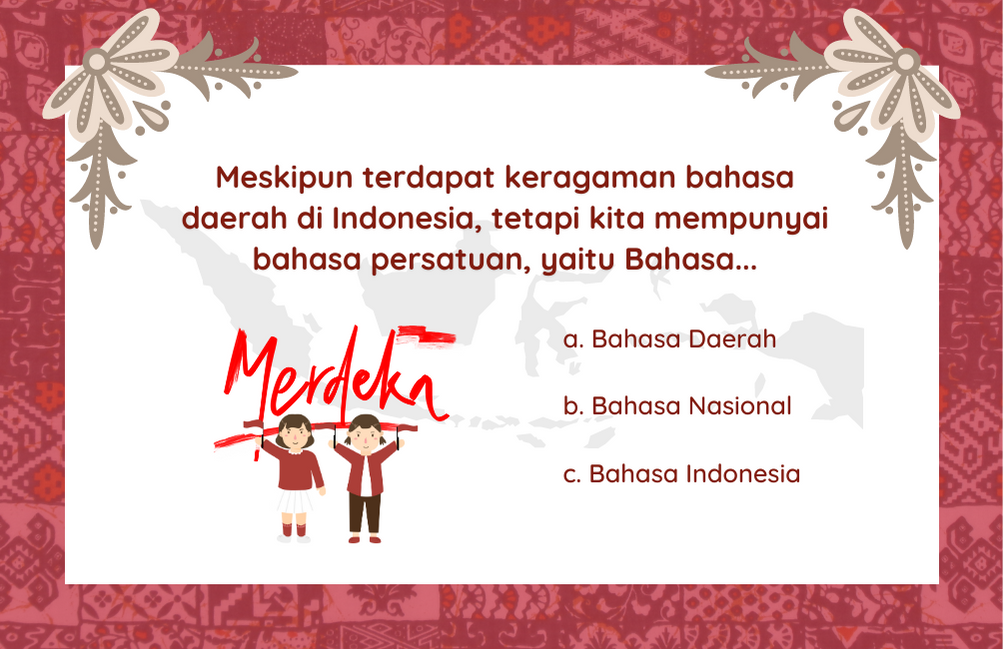 Meskipun terdapat keragaman bahasa
daerah di Indonesia, tetapi kita mempunyai
bahasa persatuan, yaitu Bahasa...
Merdeka
a. Bahasa Daerah
b. Bahasa Nasional
c. Bahasa Indonesia